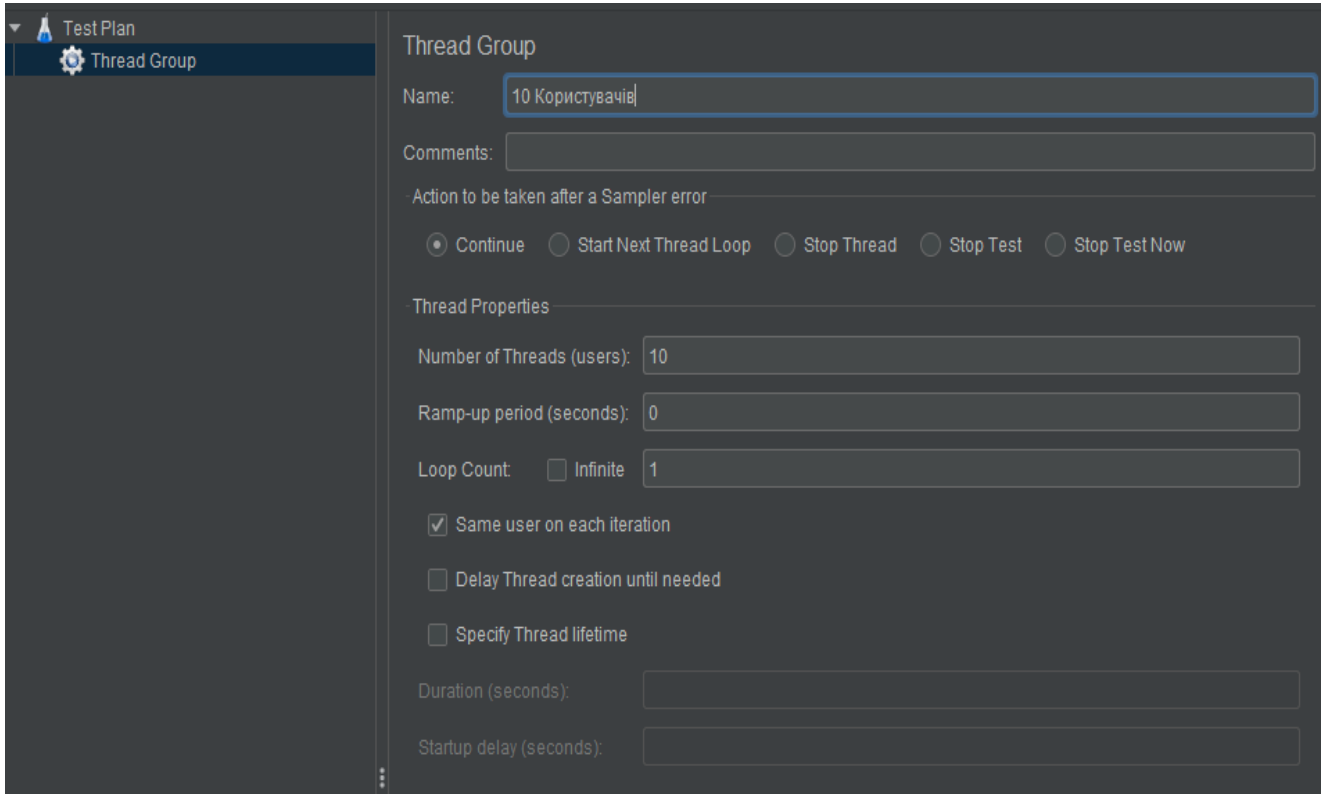 Test Plan
Thread Group
Thread Group
Name: 10 Користувачів
Comments:
Action to be taken after a Sampler error
Continue Start Next Thread Loop Stop Thread Stop Test Stop Test Now
Thread Properties
Number of Threads (users): 10
Ramp-up period (seconds): 0
Loop Count: Infinite 1
Same user on each iteration
Delay Thread creation until needed
Specify Thread lifetime
Duration (seconds):
Startup delay (seconds):